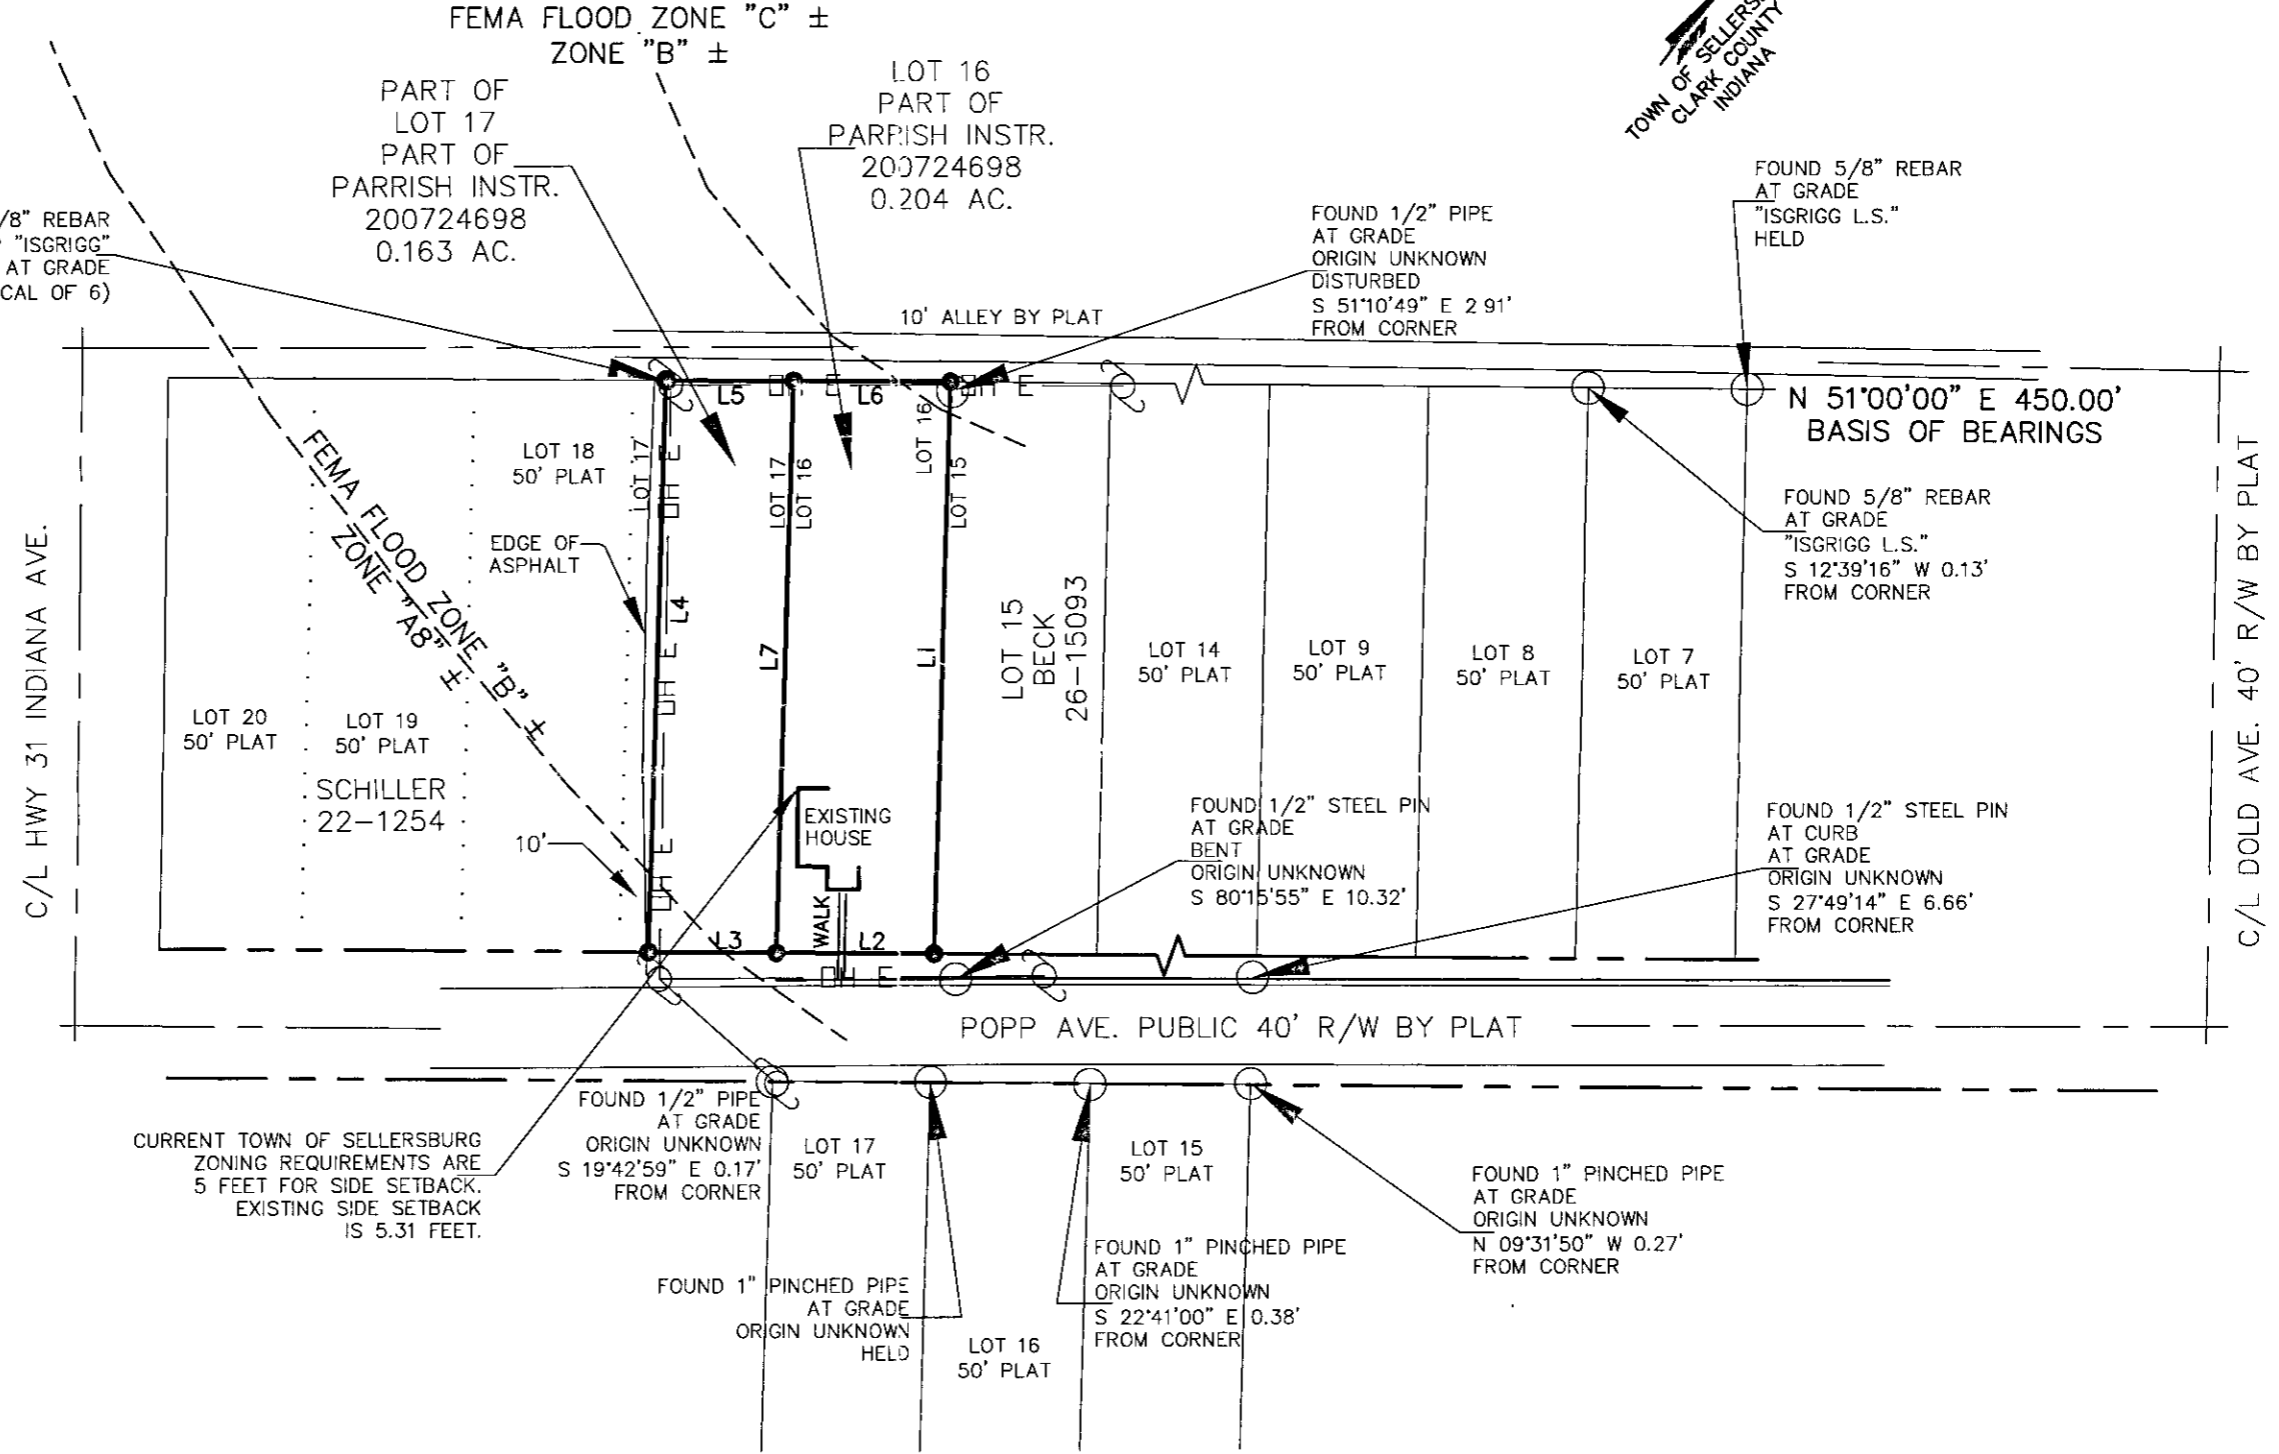 FEMA FLOOD ZONE "C" ±
ZONE "B" ±
PART OF
LOT 17
PART OF
PARRISH INSTR.
200724698
0.163 AC.
LOT 16
PART OF
PARRISH INSTR.
200724698
0.204 AC.
TOWN OF
CLARK COUNTY
INDIANA
/8" REBAR
"ISGRIGG"
AT GRADE
CAL OF 6)
FOUND 1/2" PIPE
AT GRADE
ORIGIN UNKNOWN
DISTURBED
S 51°10'49" E 2 91'
FROM CORNER
FOUND 5/8" REBAR
AT GRADE
"ISGRIGG L.S."
HELD
10' ALLEY BY PLAT
N 51°00'00" E 450.00'
BASIS OF BEARINGS
L5
OH E
L6
OH E
LOT 18
50' PLAT
LOT 17
OH E
LOT 17
LOT 16
LOT 16
LOT 15
FEMA FLOOD ZONE "B" ±
ZONE "A8" ±
EDGE OF
ASPHALT
FOUND 5/8" REBAR
AT GRADE
"ISGRIGG L.S."
S 12°39'16" W 0.13'
FROM CORNER
C/L HWY 31 INDIANA AVE.
C/L DOLD AVE. 40' R/W BY PLAT
L4
OH E
L7
L1
LOT 15
BECK
26-15093
LOT 14
50' PLAT
LOT 9
50' PLAT
LOT 8
50' PLAT
LOT 7
50' PLAT
LOT 20
50' PLAT
LOT 19
50' PLAT
SCHILLER
22-1254
10'
OH E
EXISTING
HOUSE
WALK
FOUND 1/2" STEEL PIN
AT GRADE
BENT
ORIGIN UNKNOWN
S 80°15'55" E 10.32'
FOUND 1/2" STEEL PIN
AT CURB
AT GRADE
ORIGIN UNKNOWN
S 27°49'14" E 6.66'
FROM CORNER
L3
L2
OH E
POPP AVE. PUBLIC 40' R/W BY PLAT
CURRENT TOWN OF SELLERSBURG
ZONING REQUIREMENTS ARE
5 FEET FOR SIDE SETBACK.
EXISTING SIDE SETBACK
IS 5.31 FEET.
FOUND 1/2" PIPE
AT GRADE
ORIGIN UNKNOWN
S 19°42'59" E 0.17'
FROM CORNER
LOT 17
50' PLAT
LOT 15
50' PLAT
FOUND 1" PINCHED PIPE
AT GRADE
ORIGIN UNKNOWN
N 09°31'50" W 0.27'
FROM CORNER
FOUND 1" PINCHED PIPE
AT GRADE
ORIGIN UNKNOWN
HELD
LOT 16
50' PLAT
FOUND 1" PINCHED PIPE
AT GRADE
ORIGIN UNKNOWN
S 22°41'00" E 0.38'
FROM CORNER